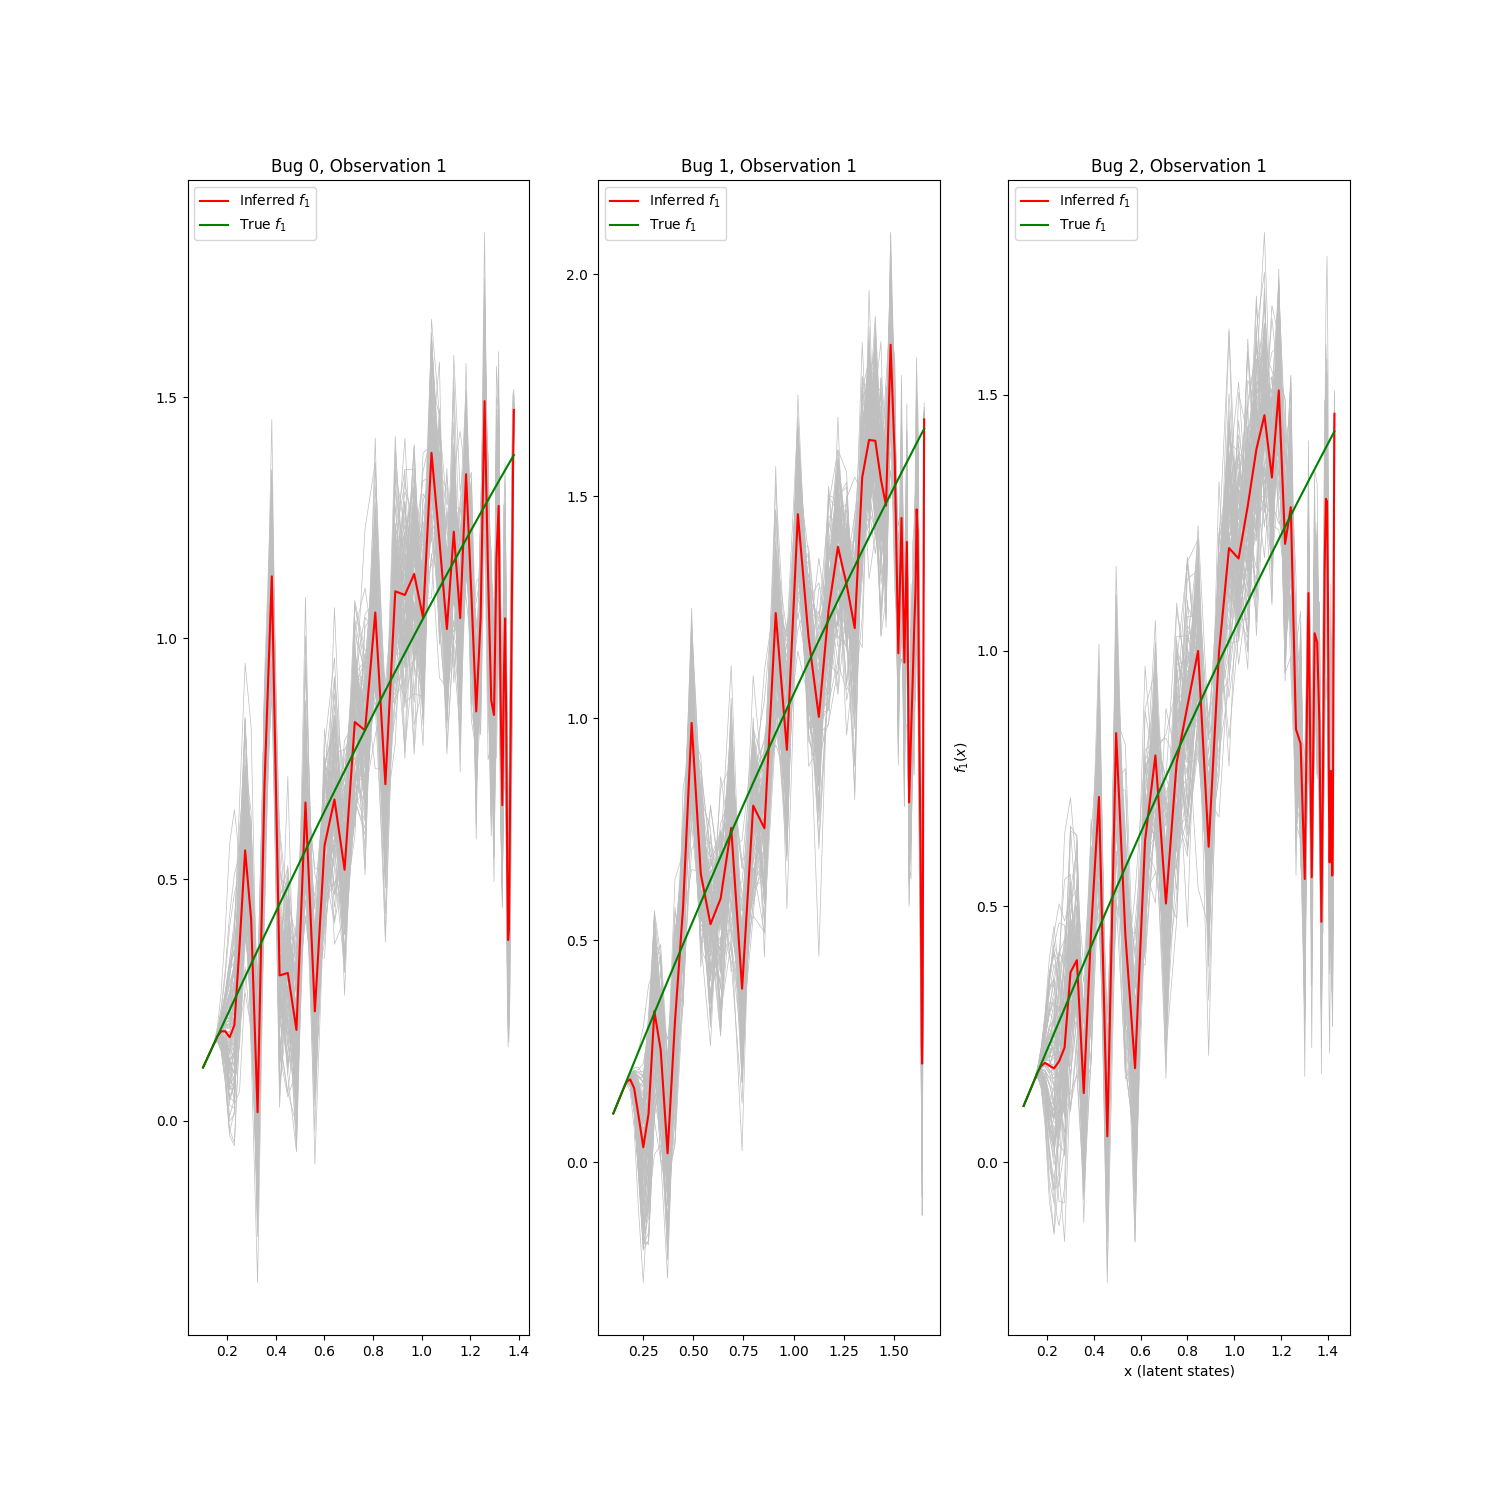 Bug 0, Observation 1
Inferred f₁
True f₁
1.5
1.0
0.5
0.0
0.2 0.4 0.6 0.8 1.0 1.2 1.4
Bug 1, Observation 1
Inferred f₁
True f₁
2.0
1.5
1.0
0.5
0.0
0.25 0.50 0.75 1.00 1.25 1.50
Bug 2, Observation 1
Inferred f₁
True f₁
f₁(x)
1.5
1.0
0.5
0.0
0.2 0.4 0.6 0.8 1.0 1.2 1.4
x (latent states)